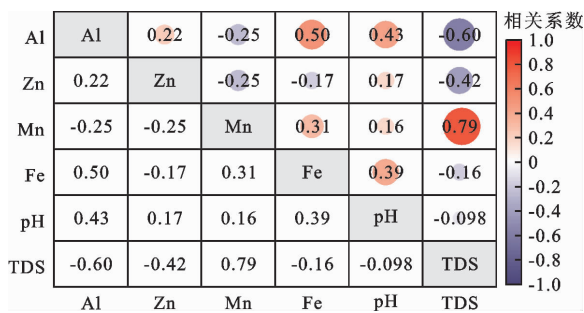 相关系数
Al Al 0.22 -0.25 0.50 0.43 -0.60
Zn 0.22 Zn -0.25 -0.17 0.17 -0.42
Mn -0.25 -0.25 Mn 0.31 0.16 0.79
Fe 0.50 -0.17 0.31 Fe 0.39 -0.16
pH 0.43 0.17 0.16 0.39 pH -0.098
TDS -0.60 -0.42 0.79 -0.16 -0.098 TDS
Al Zn Mn Fe pH TDS
1.0
0.8
0.6
0.4
0.2
0
-0.2
-0.4
-0.6
-0.8
-1.0